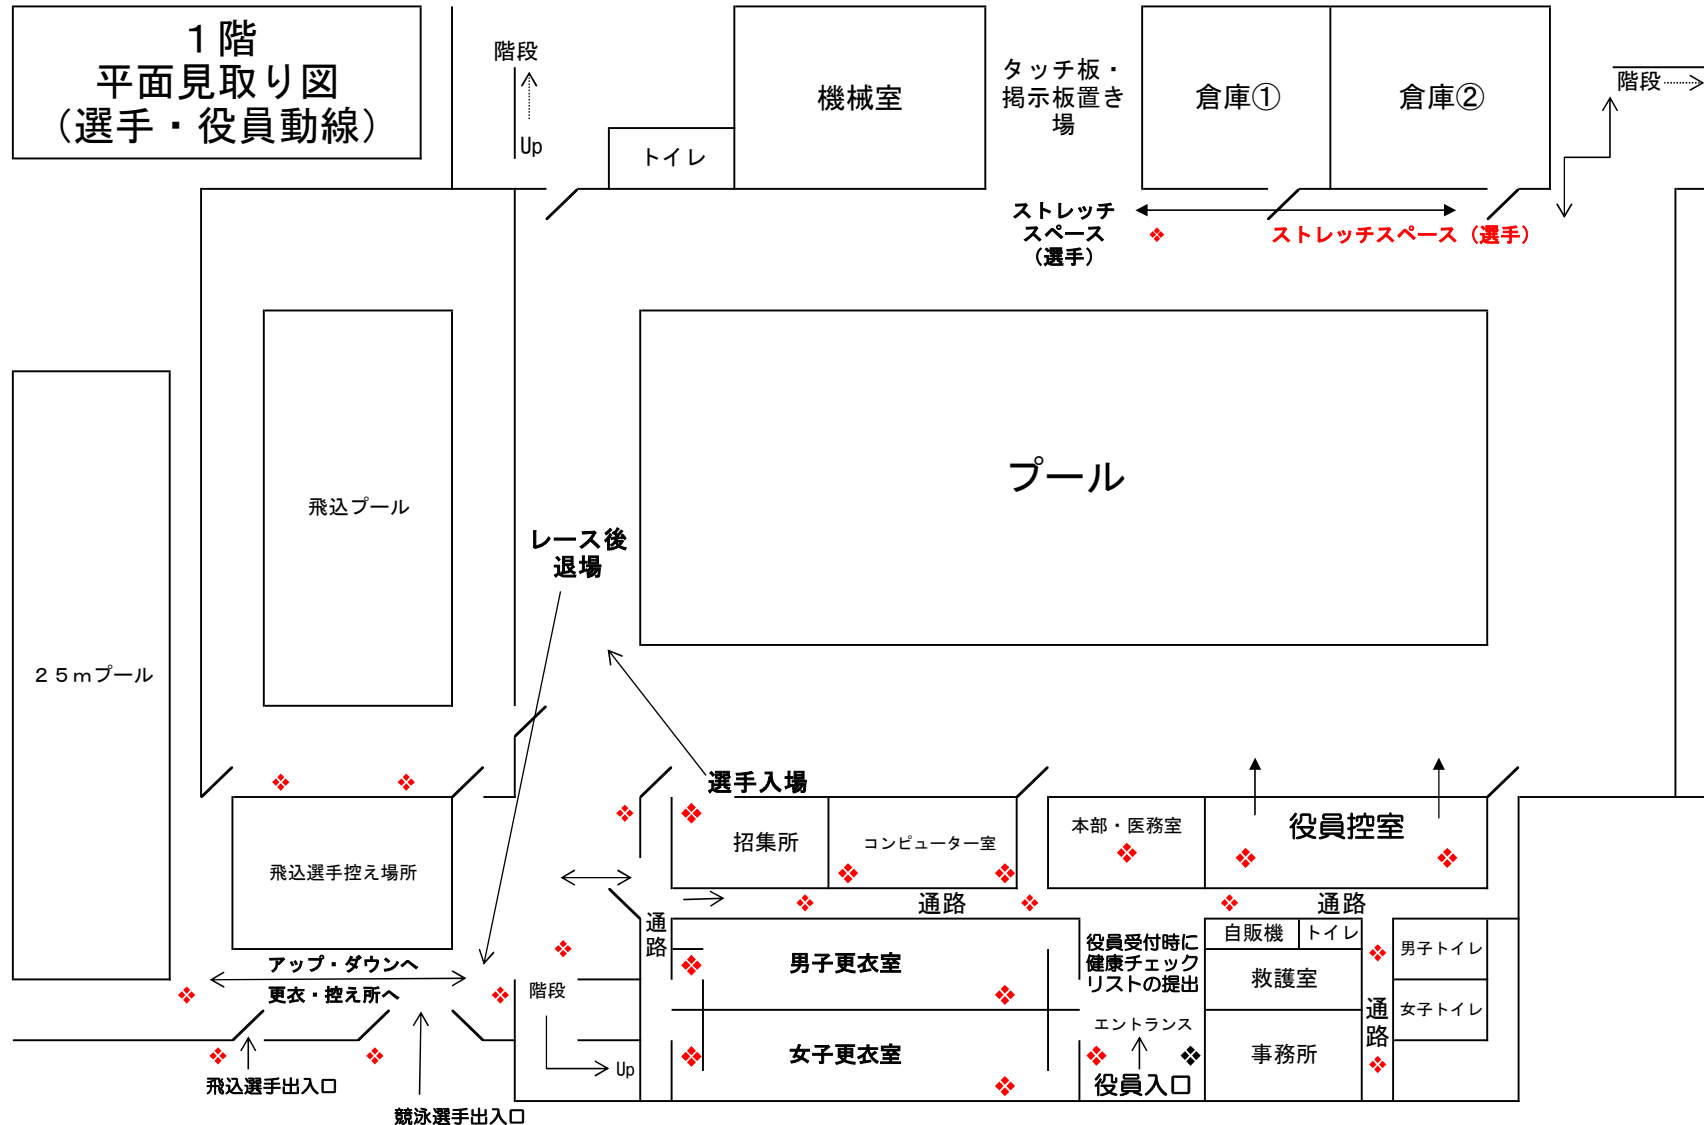 １階
平面見取り図
（選手・役員動線）
階段
Up
トイレ
機械室
タッチ板・
掲示板置き
場
倉庫①
倉庫②
階段
ストレッチ
スペース
（選手）
ストレッチスペース（選手）
プール
飛込プール
２５ｍプール
レース後
退場
選手入場
招集所
コンピューター室
本部・医務室
役員控室
飛込選手控え場所
通路
通路
通
路
アップ・ダウンへ
更衣・控え所へ
階段
Up
男子更衣室
女子更衣室
役員受付時に
健康チェック
リストの提出
エントランス
役員入口
自販機
トイレ
救護室
事務所
通
路
男子トイレ
女子トイレ
飛込選手出入口
競泳選手出入口